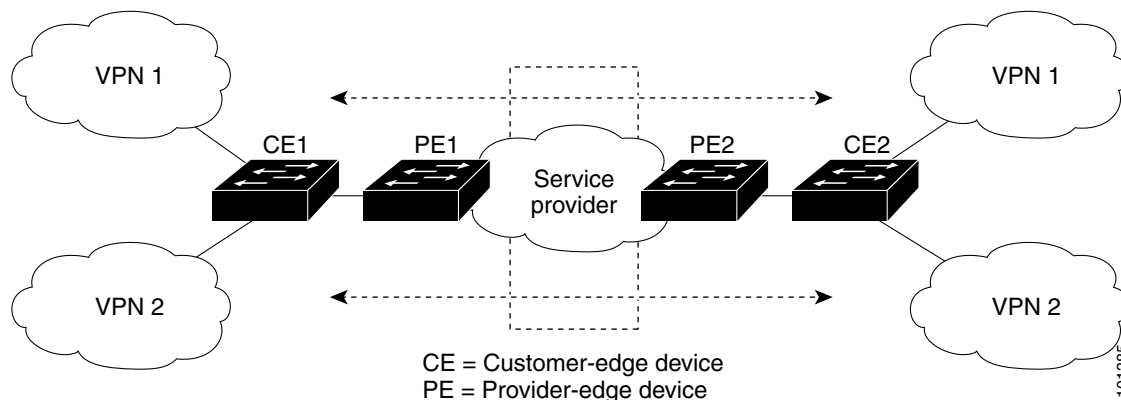 VPN 1
VPN 1
CE1
PE1
PE2
CE2
Service
provider
VPN 2
VPN 2
CE = Customer-edge device
PE = Provider-edge device